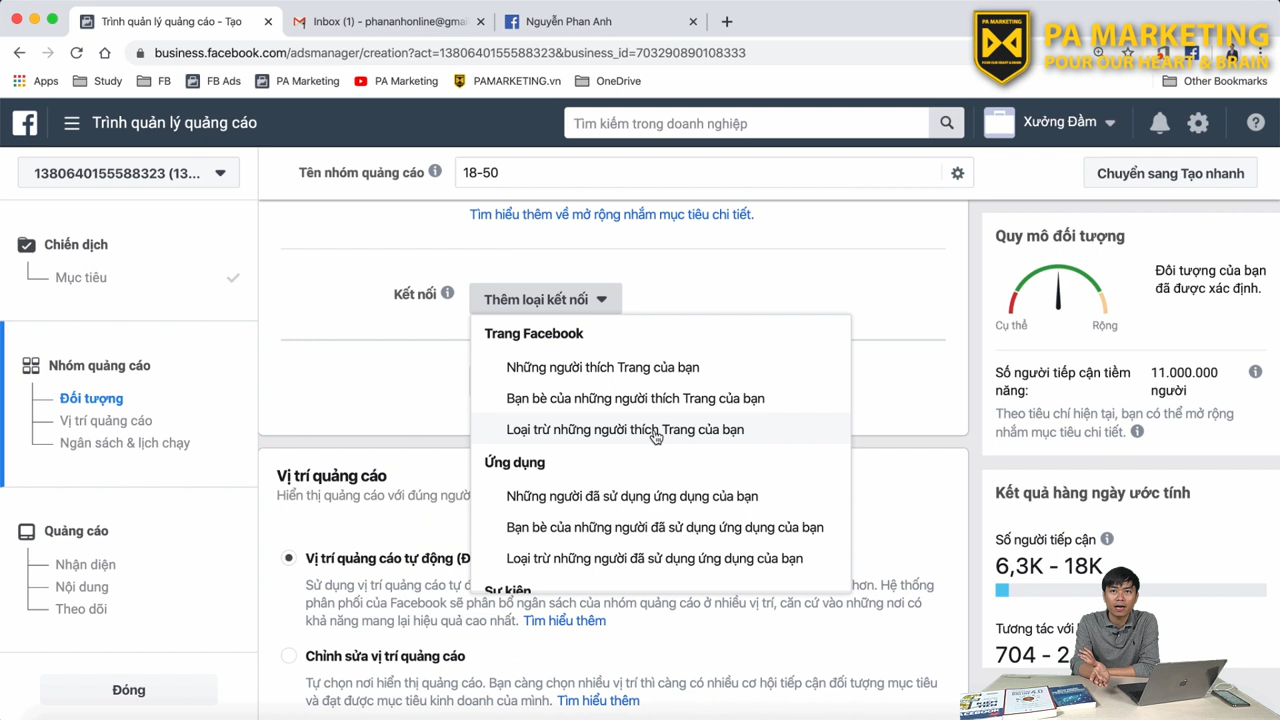 Trình quản lý quảng cáo - Tạo
Inbox (1) - phananhonline@gmai
Nguyễn Phan Anh
business.facebook.com/adsmanager/creation?act=1380640155588323&business_id=703290890108333
PA MARKETING
POUR OUR HEART & BRAIN
Apps
Study
FB
FB Ads
PA Marketing
PA Marketing
PAMARKETING.VN
OneDrive
Other Bookmarks
Trình quản lý quảng cáo
Tìm kiếm trong doanh nghiệp
Xưởng Đầm
1380640155588323 (13...
Tên nhóm quảng cáo
18-50
Chuyển sang Tạo nhanh
Chiến dịch
Mục tiêu
Nhóm quảng cáo
Đối tượng
Vị trí quảng cáo
Ngân sách & lịch chạy
Quảng cáo
Nhận diện
Nội dung
Theo dõi
Đóng
Tìm hiểu thêm về mở rộng nhắm mục tiêu chi tiết.
Kết nối
Thêm loại kết nối
Trang Facebook
Những người thích Trang của bạn
Bạn bè của những người thích Trang của bạn
Loại trừ những người thích Trang của bạn
Ứng dụng
Những người đã sử dụng ứng dụng của bạn
Bạn bè của những người đã sử dụng ứng dụng của bạn
Loại trừ những người đã sử dụng ứng dụng của bạn
Sự kiện
Vị trí quảng cáo
Hiển thị quảng cáo với đúng ngườ
Vị trí quảng cáo tự động (Đ
Sử dụng vị trí quảng cáo tự đ
hơn. Hệ thống
phân phối của Facebook sẽ phân bổ ngân sách của nhóm quảng cáo ở nhiều vị trí, căn cứ vào những nơi có
khả năng mang lại hiệu quả cao nhất. Tìm hiểu thêm
Chỉnh sửa vị trí quảng cáo
Tự chọn nơi hiển thị quảng cáo. Bạn càng chọn nhiều vị trí thì càng có nhiều cơ hội tiếp cận đối tượng mục tiêu
và đạt được mục tiêu kinh doanh của mình. Tìm hiểu thêm
Quy mô đối tượng
Đối tượng của bạn
đã được xác định.
Cụ thể
Rộng
Số người tiếp cận tiềm
năng:
11.000.000
người
Theo tiêu chí hiện tại, bạn có thể mở rộng
nhắm mục tiêu chi tiết.
Kết quả hàng ngày ước tính
Số người tiếp cận
6,3K - 18K
Tương tác với
704 - 2